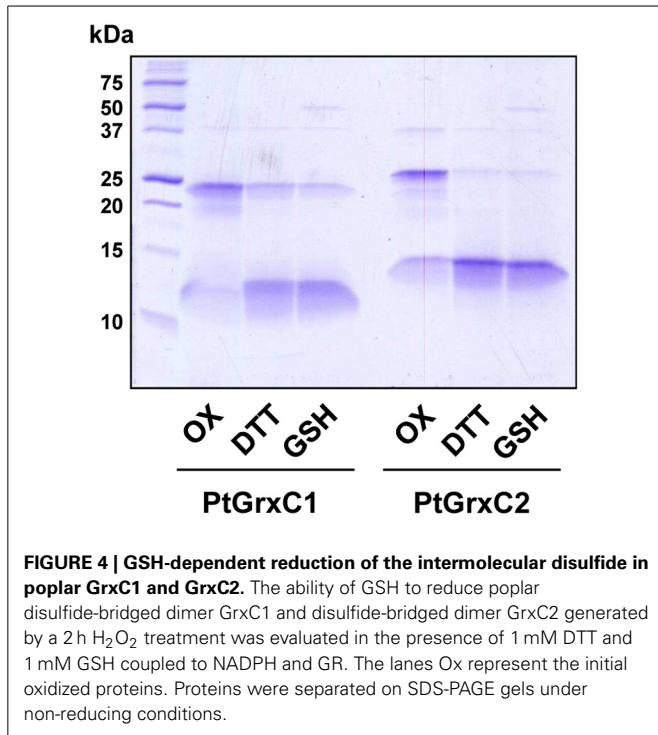 kDa
75
50
37
25
20
15
10
OX DTT GSH OX DTT GSH
PtGrxC1 PtGrxC2
FIGURE 4 | GSH-dependent reduction of the intermolecular disulfide in
poplar GrxC1 and GrxC2. The ability of GSH to reduce poplar
disulfide-bridged dimer GrxC1 and disulfide-bridged dimer GrxC2 generated
by a 2 h H₂O₂ treatment was evaluated in the presence of 1 mM DTT and
1 mM GSH coupled to NADPH and GR. The lanes Ox represent the initial
oxidized proteins. Proteins were separated on SDS-PAGE gels under
non-reducing conditions.